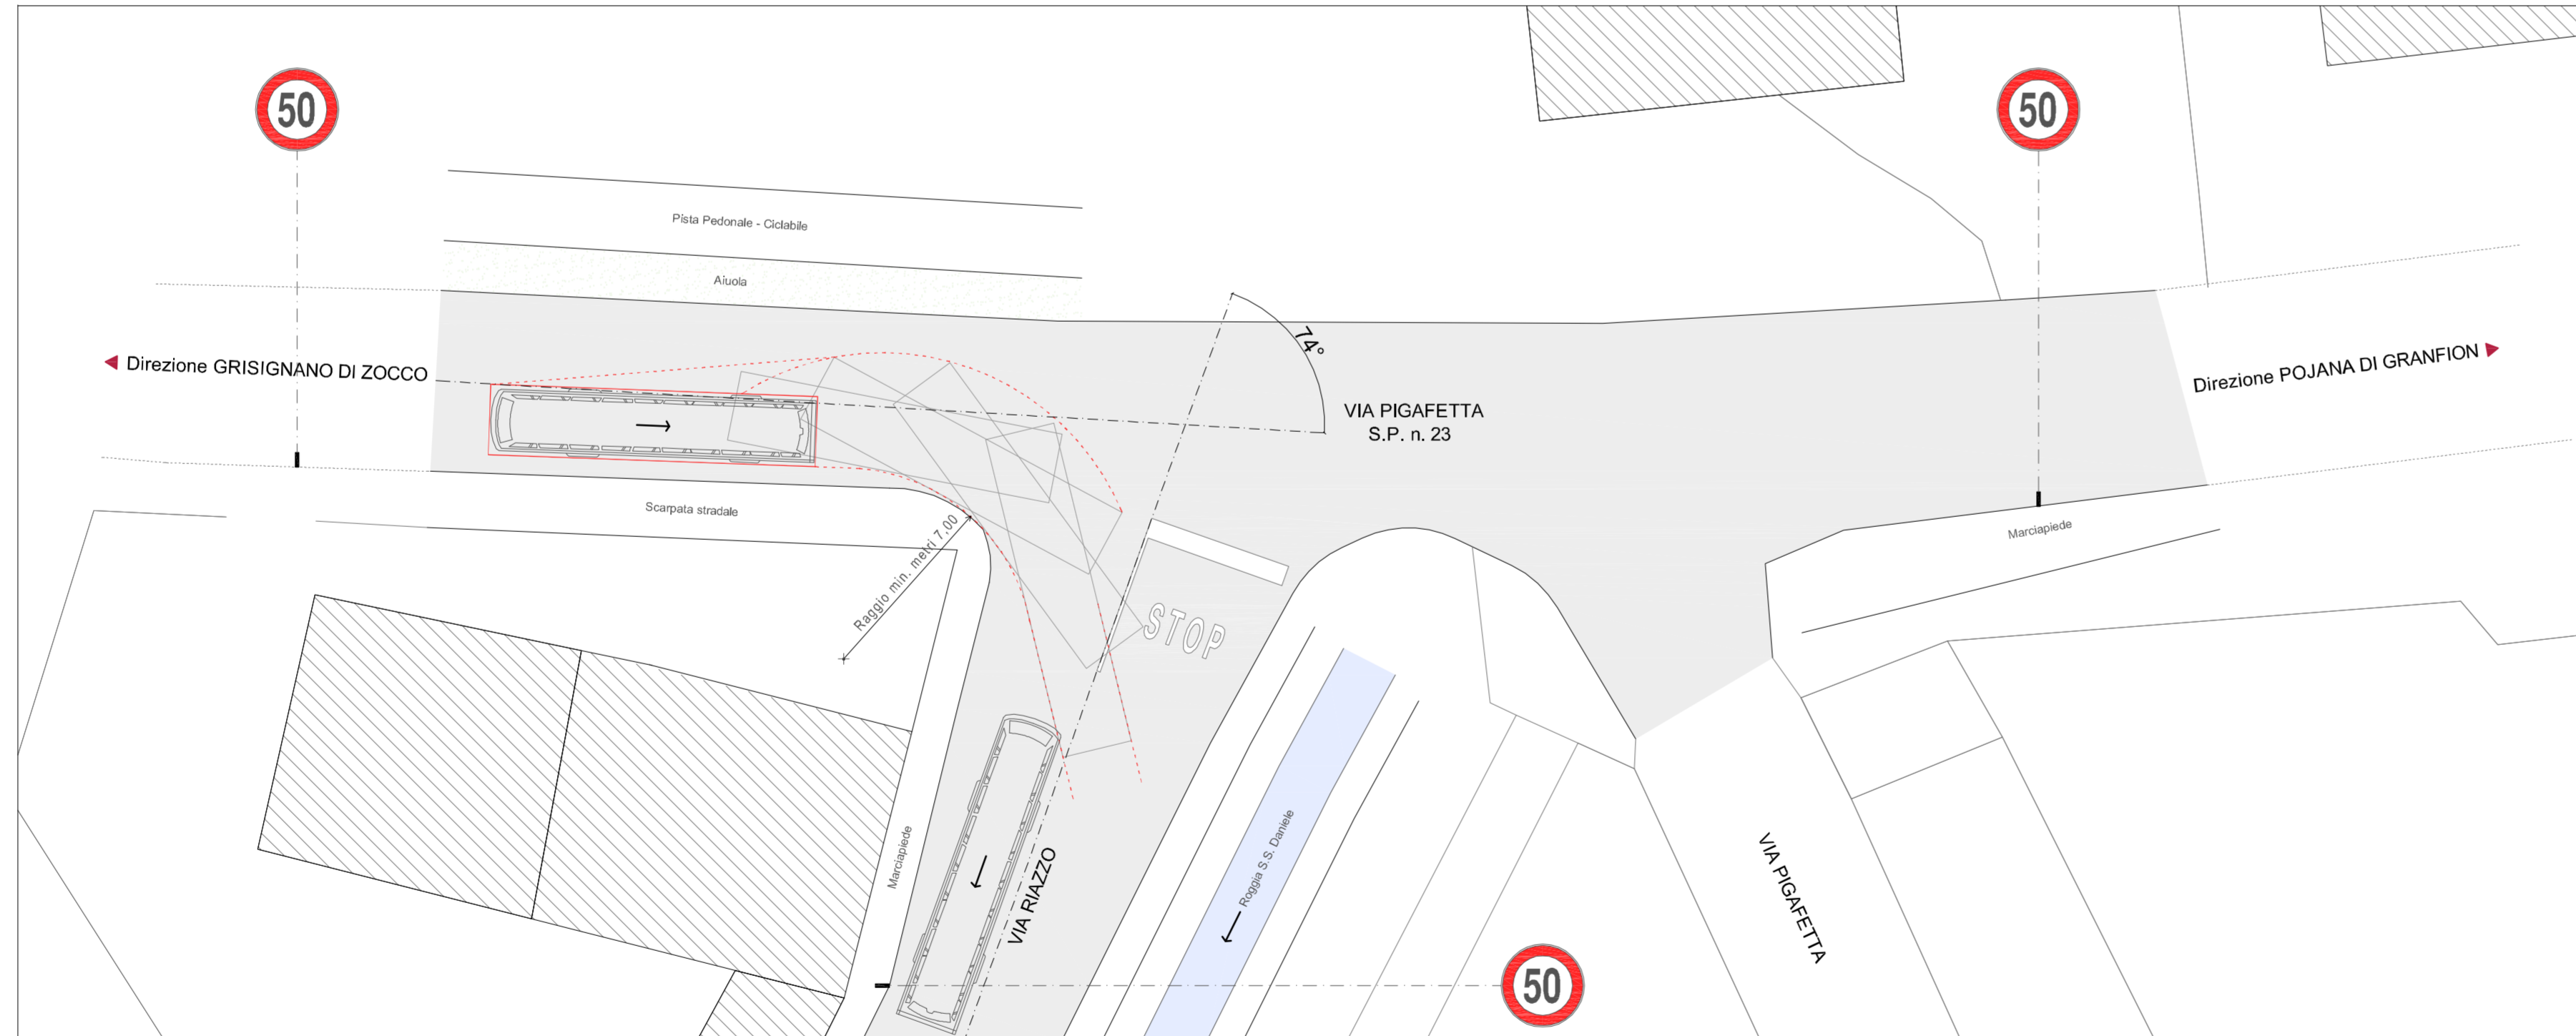 50
50
Pista Pedonale - Ciclabile
Aiuola
74°
Direzione GRISIGNANO DI ZOCCO
Direzione POJANA DI GRANFION
VIA PIGAFETTA
S.P. n. 23
Scarpata stradale
Marciapiede
Raggio min. metri 7,00
STOP
Marciapiede
VIA RIAZZO
Roggia S.S. Daniele
VIA PIGAFETTA
50